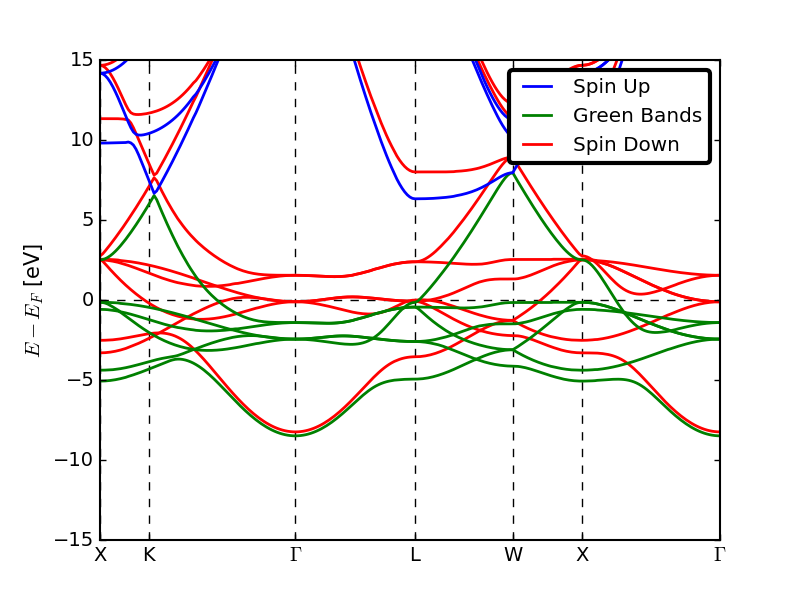 15
10
5
0
−5
−10
−15
E − E_F [eV]
Spin Up
Green Bands
Spin Down
X K Γ L W X Γ